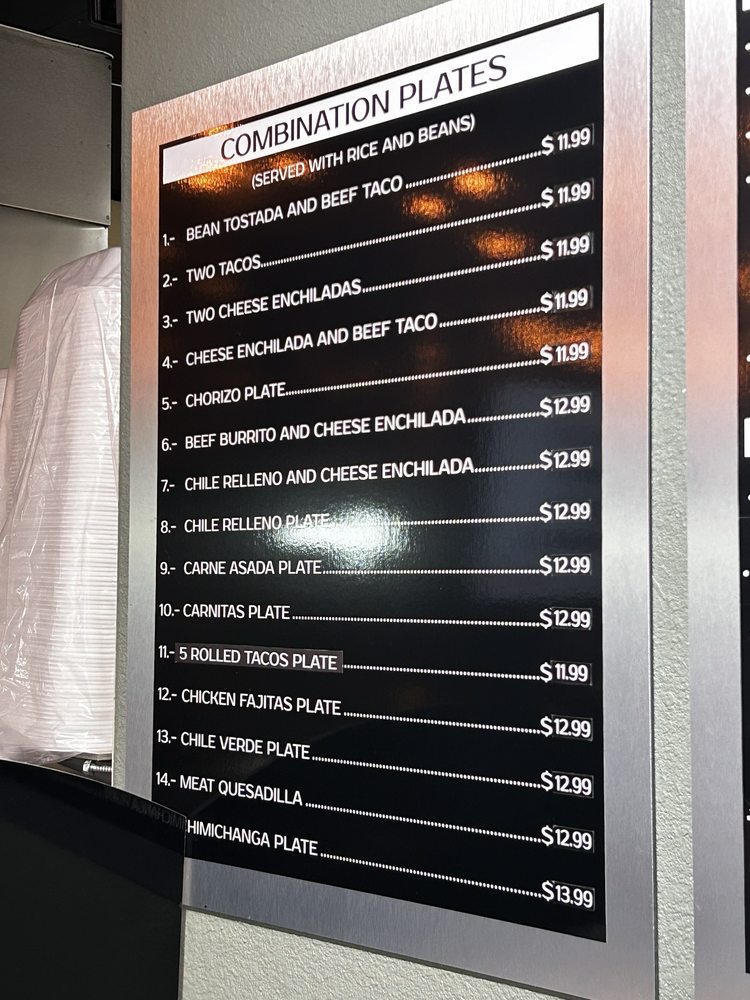 COMBINATION PLATES
(SERVED WITH RICE AND BEANS)
1.- BEAN TOSTADA AND BEEF TACO ........ $11.99
2.- TWO TACOS........ $11.99
3.- TWO CHEESE ENCHILADAS........ $11.99
4.- CHEESE ENCHILADA AND BEEF TACO........ $11.99
5.- CHORIZO PLATE........ $11.99
6.- BEEF BURRITO AND CHEESE ENCHILADA........ $12.99
7.- CHILE RELLENO AND CHEESE ENCHILADA........ $12.99
8.- CHILE RELLENO PLATE........ $12.99
9.- CARNE ASADA PLATE........ $12.99
10.- CARNITAS PLATE........ $12.99
11.- 5 ROLLED TACOS PLATE........ $11.99
12.- CHICKEN FAJITAS PLATE........ $12.99
13.- CHILE VERDE PLATE........ $12.99
14.- MEAT QUESADILLA........ $12.99
HIMICHANGA PLATE........ $13.99